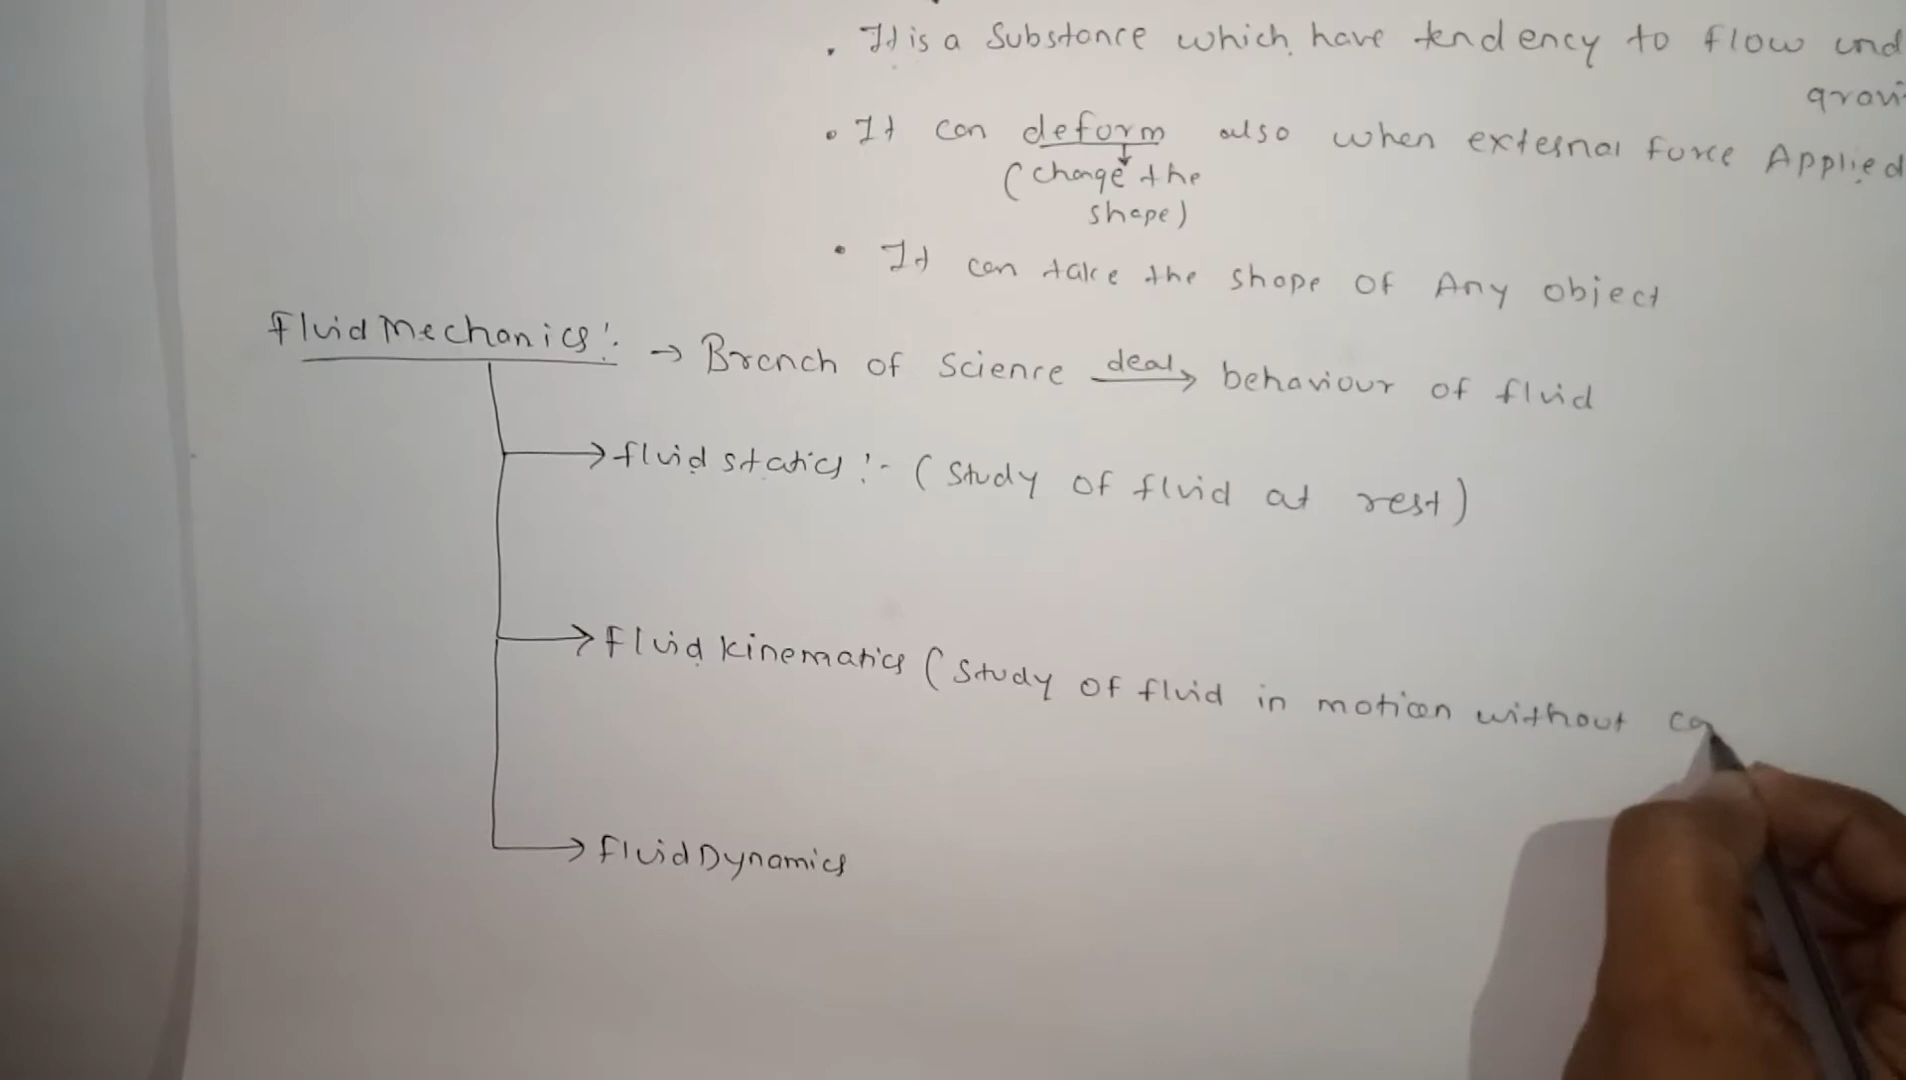 • It is a substance which have tendency to flow und
gravi
• It can deform also when external force Applied
(change the
shape)
• It can take the shape of Any object
fluid Mechanics:- → Branch of science deal → behaviour of fluid
→ fluid statics:- (Study of fluid at rest)
→ fluid kinematics (Study of fluid in motion without co
→ fluid Dynamics